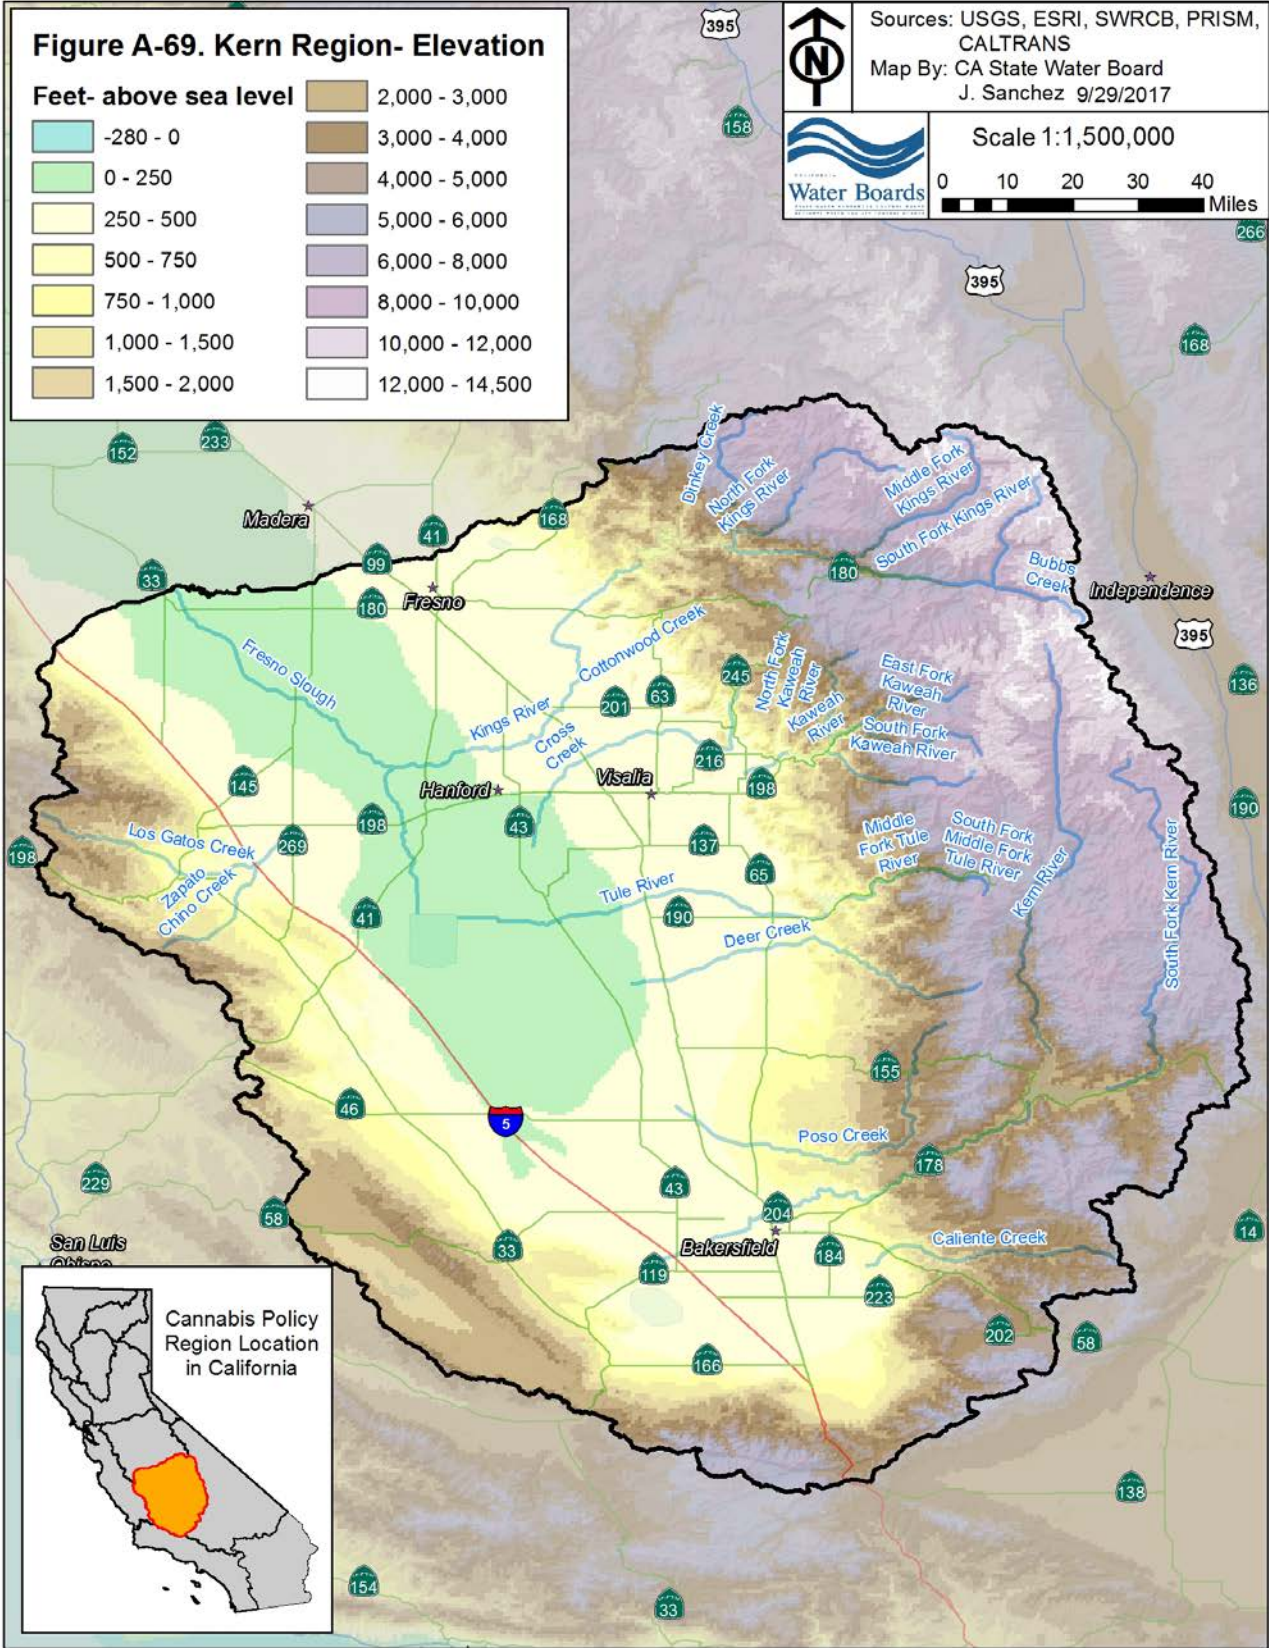 Figure A-69. Kern Region- Elevation
Feet- above sea level
-280 - 0
0 - 250
250 - 500
500 - 750
750 - 1,000
1,000 - 1,500
1,500 - 2,000
2,000 - 3,000
3,000 - 4,000
4,000 - 5,000
5,000 - 6,000
6,000 - 8,000
8,000 - 10,000
10,000 - 12,000
12,000 - 14,500
N
Sources: USGS, ESRI, SWRCB, PRISM,
CALTRANS
Map By: CA State Water Board
J. Sanchez 9/29/2017
CALIFORNIA
Water Boards
Scale 1:1,500,000
0 10 20 30 40
Miles
395
158
266
395
168
152
233
Madera
41
168
99
33
180
Fresno
Dinkey Creek
North Fork
Kings River
Middle Fork
Kings River
South Fork Kings River
180
Bubbs
Creek
Independence
395
136
Fresno Slough
Cottonwood Creek
Kings River
Cross
Creek
201
63
245
North Fork
Kaweah
River
Kaweah
River
East Fork
Kaweah
River
South Fork
Kaweah River
216
145
Hanford
Visalia
198
190
198
43
198
269
Los Gatos Creek
Zapato
Chino Creek
137
65
Middle
Fork Tule
River
South Fork
Middle Fork
Tule River
Kern River
South Fork Kern River
41
Tule River
190
Deer Creek
155
46
5
Poso Creek
178
229
43
58
204
14
San Luis
Obispo
33
Bakersfield
184
Caliente Creek
119
223
202
58
166
Cannabis Policy
Region Location
in California
138
154
33